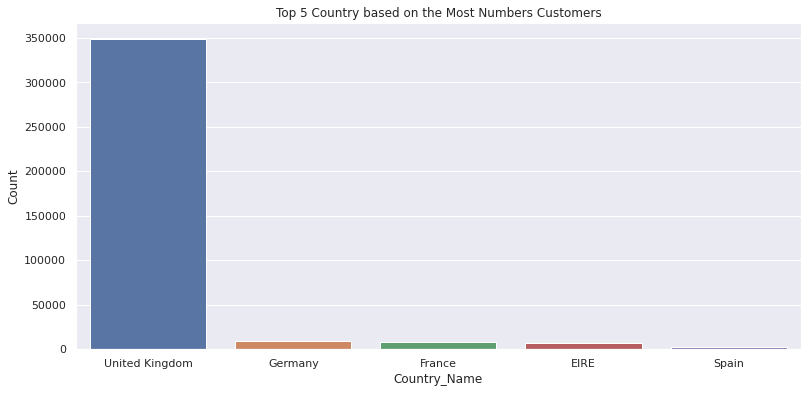 Top 5 Country based on the Most Numbers Customers
350000
300000
250000
200000
150000
100000
50000
0
Count
United Kingdom
Germany
France
EIRE
Spain
Country_Name